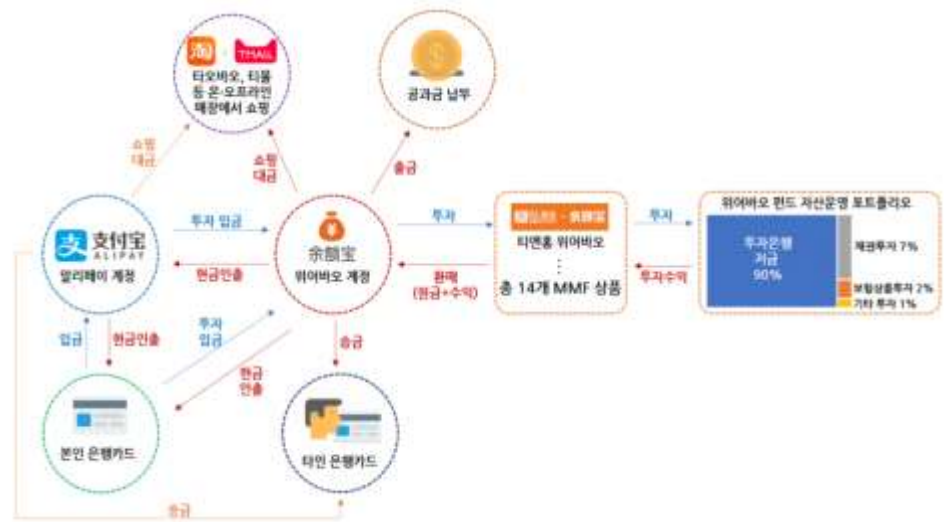 淘
TMALL
타오바오, 티몰
등 온·오프라인
매장에서 쇼핑
$
공과금 납부
쇼핑
대금
쇼핑
대금
출금
支 支付宝
ALIPAY
알리페이 계정
투자 입금
현금인출
余额宝
위어바오 계정
투자
환매
(현금+수익)
티앤홍 위어바오
⋮
총 14개 MMF 상품
투자
투자수익
위어바오 펀드 자산운영 포트폴리오
투자은행
저금
90%
채권투자 7%
보험상품투자 2%
기타 투자 1%
입금
현금인출
투자
입금
현금
인출
송금
본인 은행카드
타인 은행카드
송금